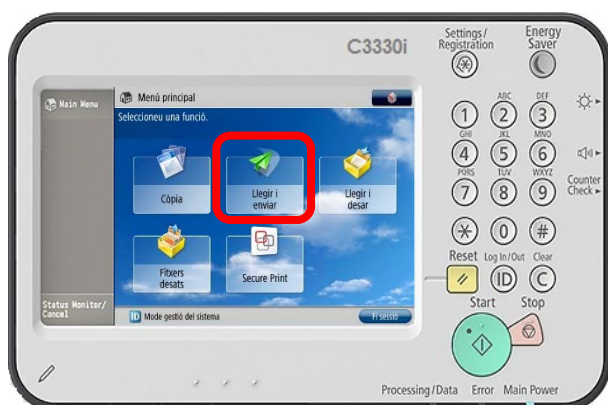 C3330i
Settings/
Registration
Energy
Saver
Main Menu
Menú principal
Seleccioneu una funció.
Còpia
Llegir i
enviar
Llegir i
desar
Fitxers
desats
Secure Print
Status Monitor/
Cancel
ID Mode gestió del sistema
Fi sessió
ABC
DEF
1
2
3
GHI
JKL
MNO
4
5
6
PQRS
TUV
WXYZ
7
8
9
Counter
Check
0
#
Reset
Log In/Out
Clear
ID
C
Start
Stop
Processing/Data
Error
Main Power